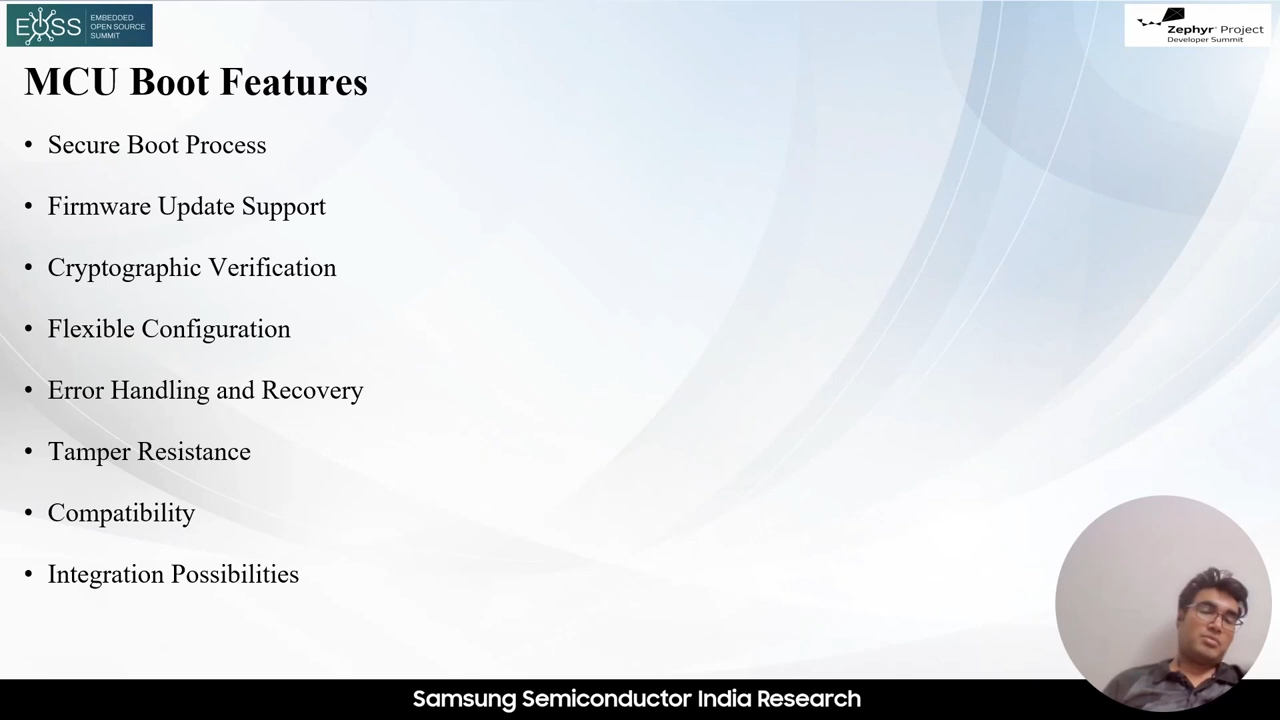 EOSS
EMBEDDED
OPEN SOURCE
SUMMIT
Zephyr® Project
Developer Summit
MCU Boot Features
• Secure Boot Process
• Firmware Update Support
• Cryptographic Verification
• Flexible Configuration
• Error Handling and Recovery
• Tamper Resistance
• Compatibility
• Integration Possibilities
Samsung Semiconductor India Research